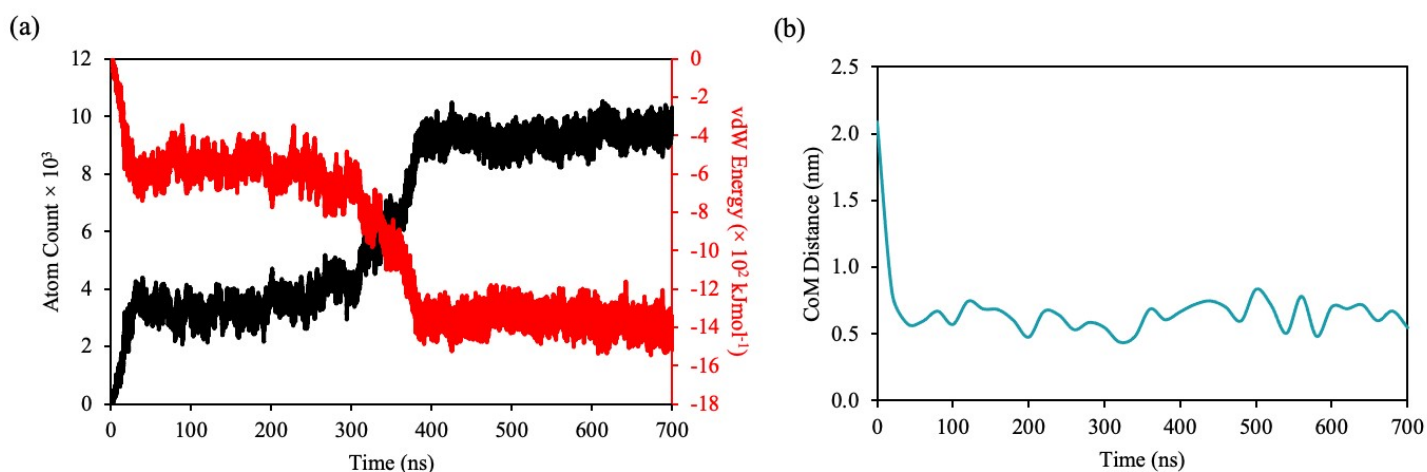 (a)
12
10
8
6
4
2
0
Atom Count × 10³
0
-2
-4
-6
-8
-10
-12
-14
-16
-18
vdW Energy (× 10² kJmol⁻¹)
0 100 200 300 400 500 600 700
Time (ns)
(b)
2.5
2.0
1.5
1.0
0.5
0.0
CoM Distance (nm)
0 100 200 300 400 500 600 700
Time (ns)